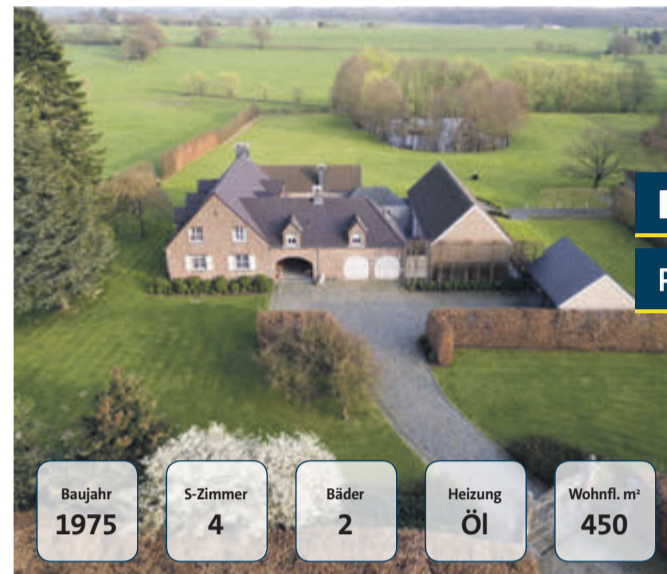 Baujahr
1975
S-Zimmer
4
Bäder
2
Heizung
Öl
Wohnfl. m²
450